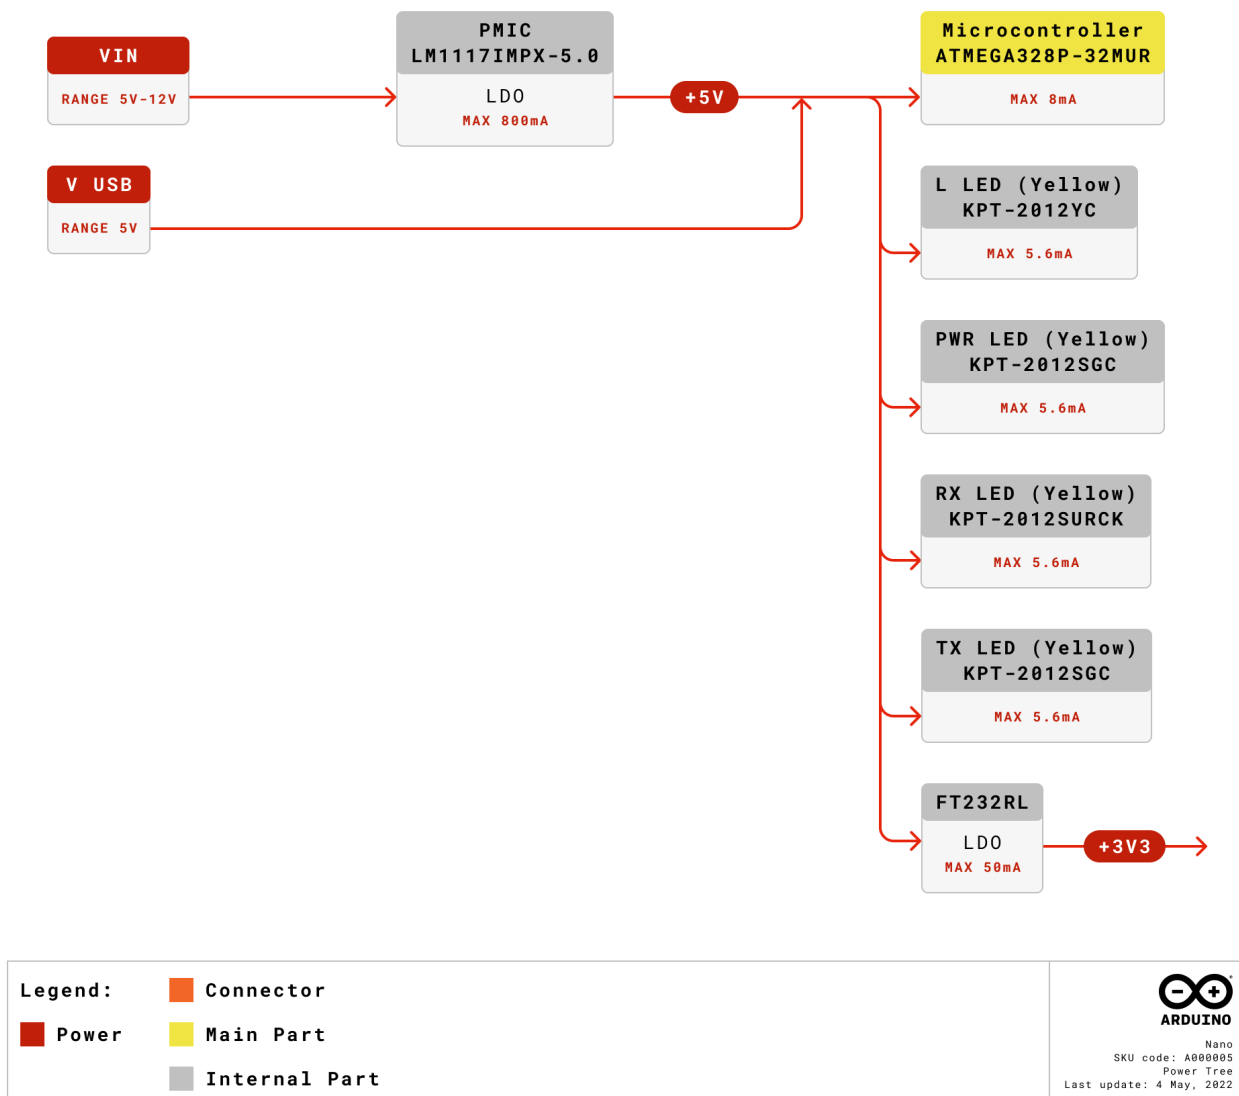 VIN
RANGE 5V-12V
V USB
RANGE 5V
PMIC
LM1117IMPX-5.0
LDO
MAX 800mA
+5V
Microcontroller
ATMEGA328P-32MUR
MAX 8mA
L LED (Yellow)
KPT-2012YC
MAX 5.6mA
PWR LED (Yellow)
KPT-2012SGC
MAX 5.6mA
RX LED (Yellow)
KPT-2012SURCK
MAX 5.6mA
TX LED (Yellow)
KPT-2012SGC
MAX 5.6mA
FT232RL
LDO
MAX 50mA
+3V3
Legend:
Power
Connector
Main Part
Internal Part
ARDUINO
Nano
SKU code: A000005
Power Tree
Last update: 4 May, 2022